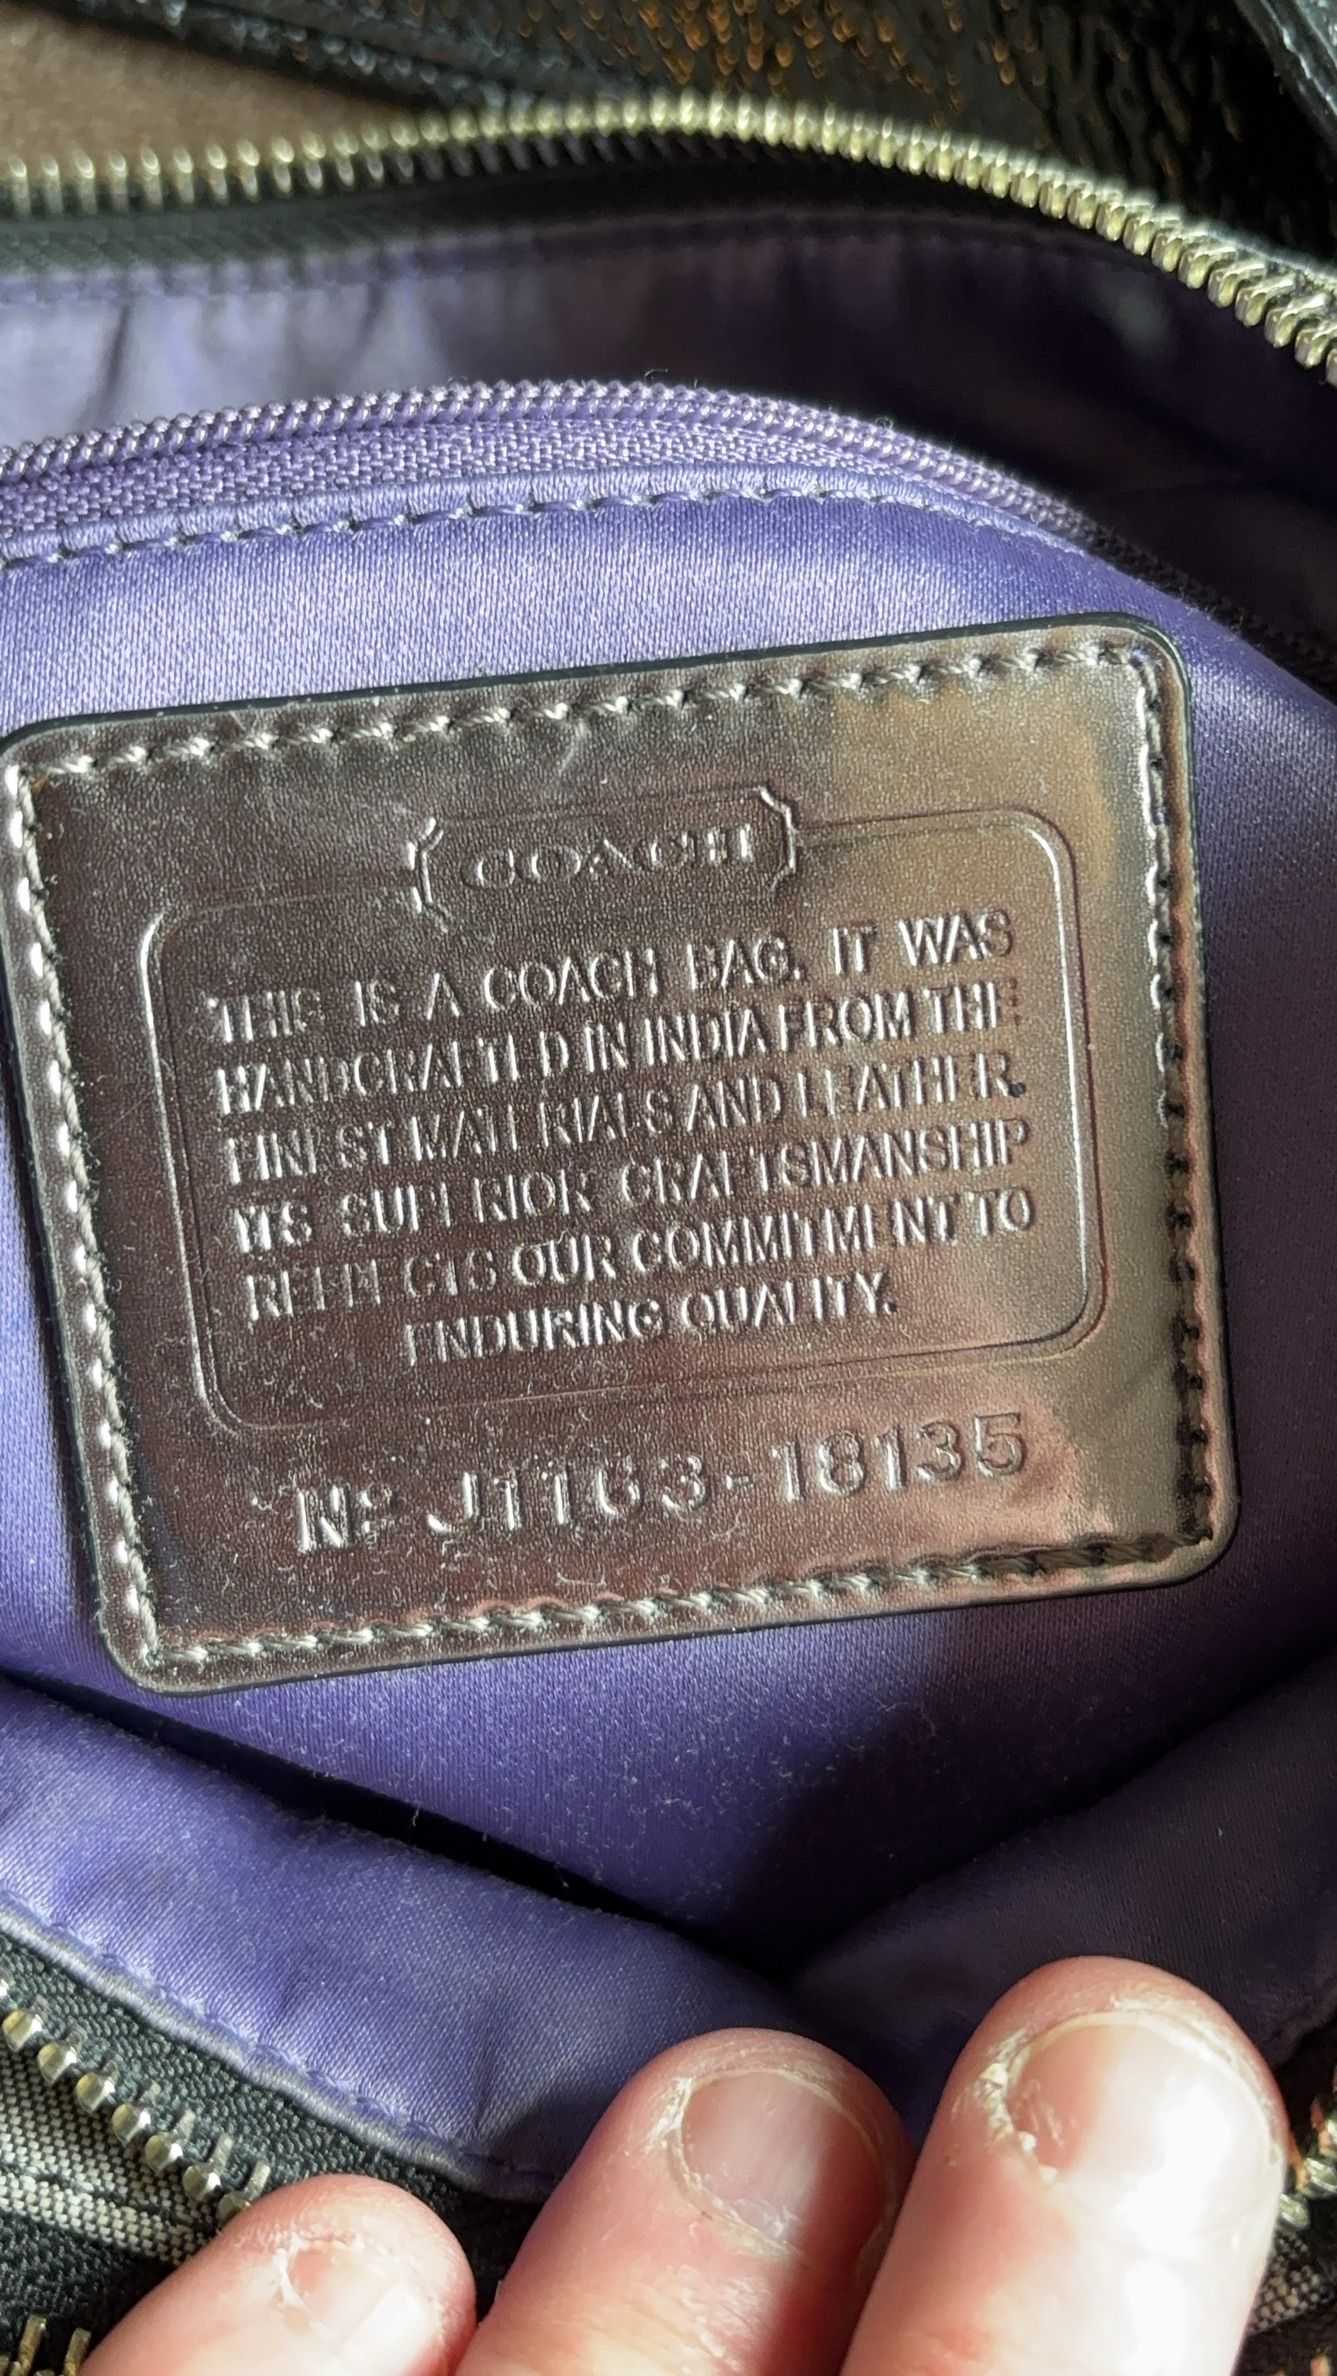 COACH
THIS IS A COACH BAG. IT WAS
HANDCRAFTED IN INDIA FROM THE
FINEST MATERIALS AND LEATHER.
ITS SUPERIOR CRAFTSMANSHIP
REFLECTS OUR COMMITMENT TO
ENDURING QUALITY.
Nº J1163-18135